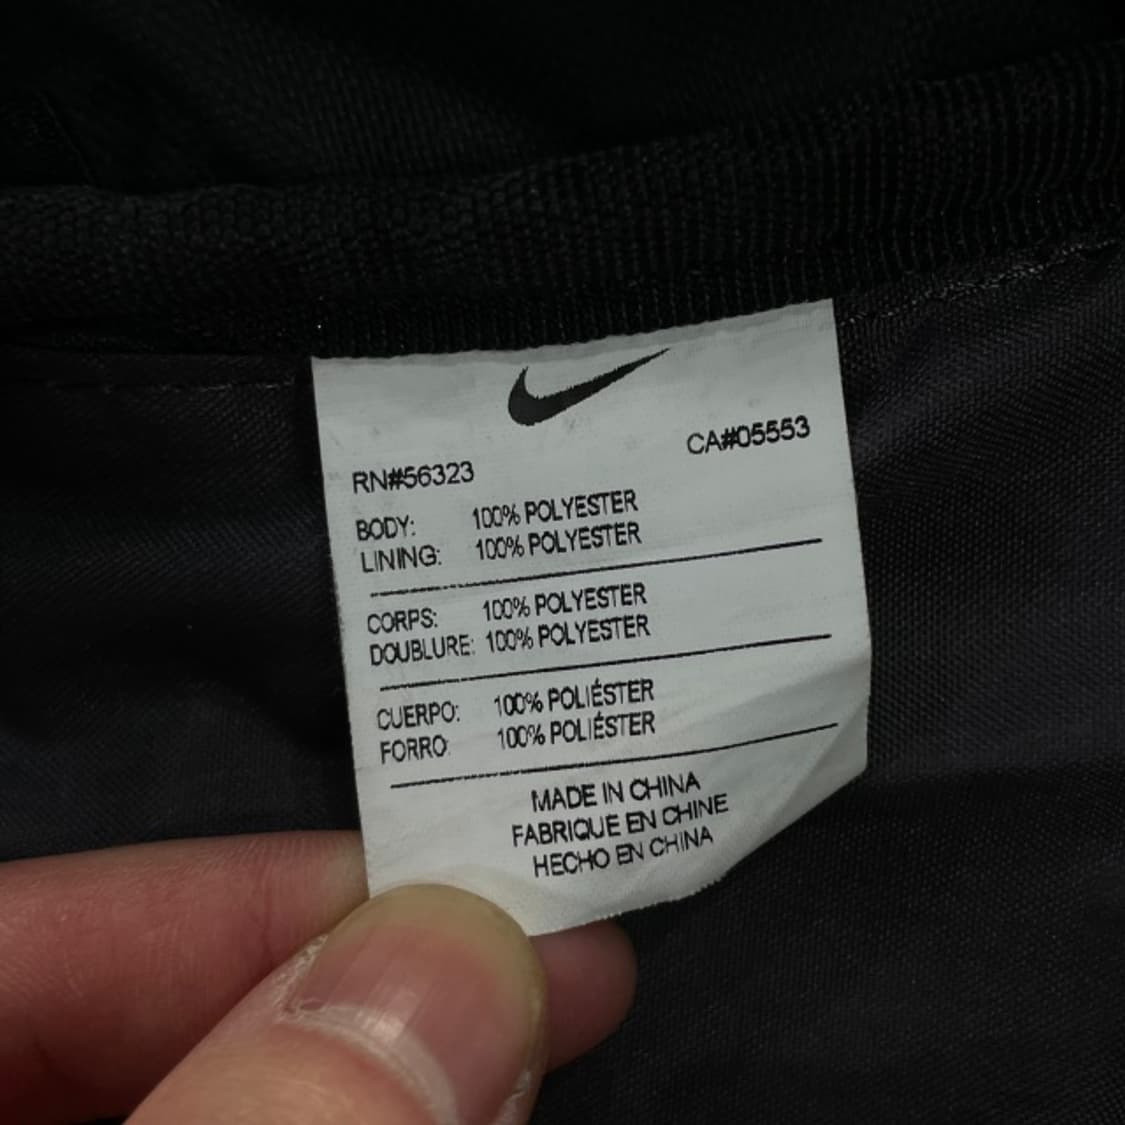 CA#05553
RN#56323
BODY: 100% POLYESTER
LINING: 100% POLYESTER
CORPS: 100% POLYESTER
DOUBLURE: 100% POLYESTER
CUERPO: 100% POLIÉSTER
FORRO: 100% POLIÉSTER
MADE IN CHINA
FABRIQUE EN CHINE
HECHO EN CHINA